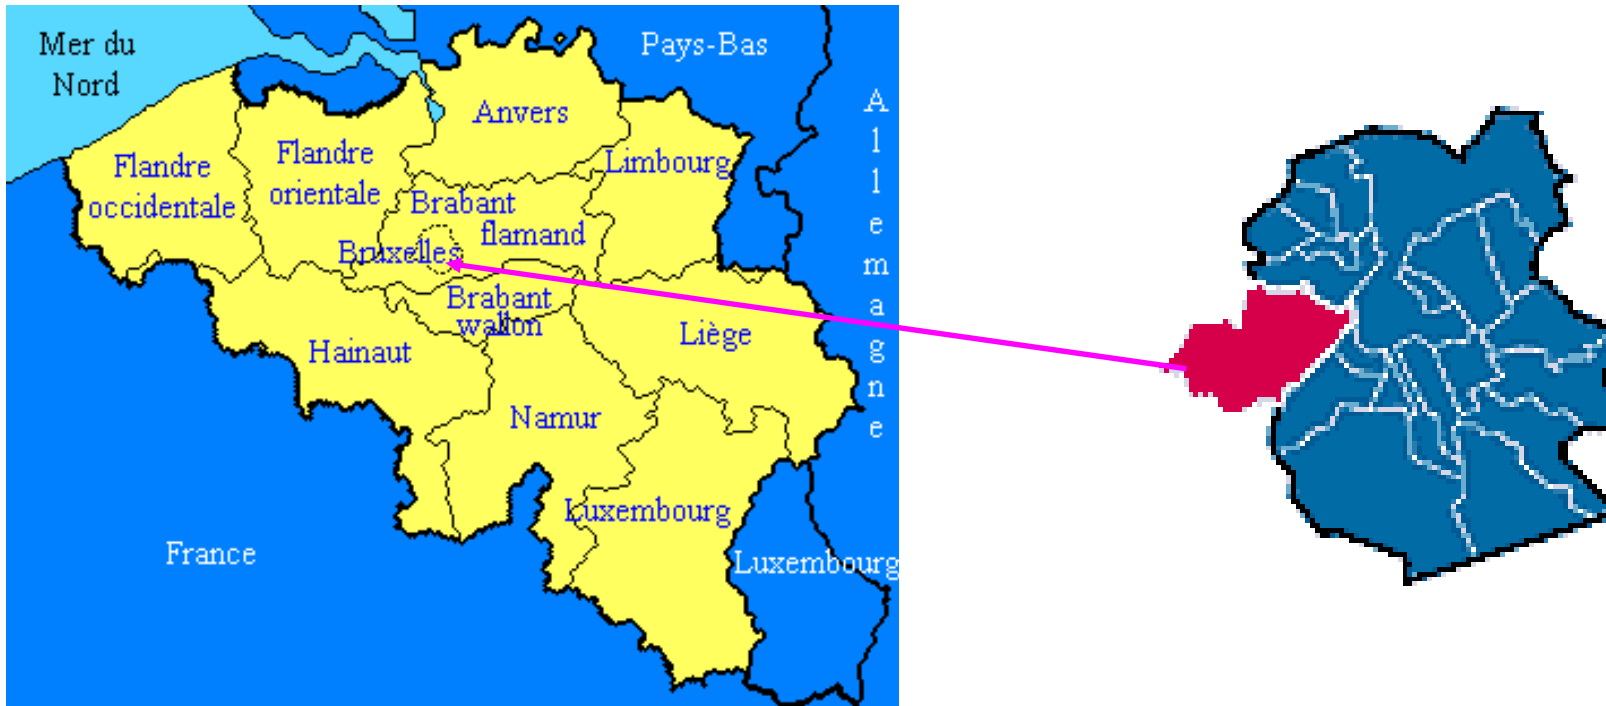 Mer du
Nord
Pays-Bas
Allemagne
Anvers
Limbourg
Flandre
occidentale
Flandre
orientale
Brabant
flamand
Bruxelles
Brabant
wallon
Hainaut
Liège
Namur
Luxembourg
France
Luxembourg